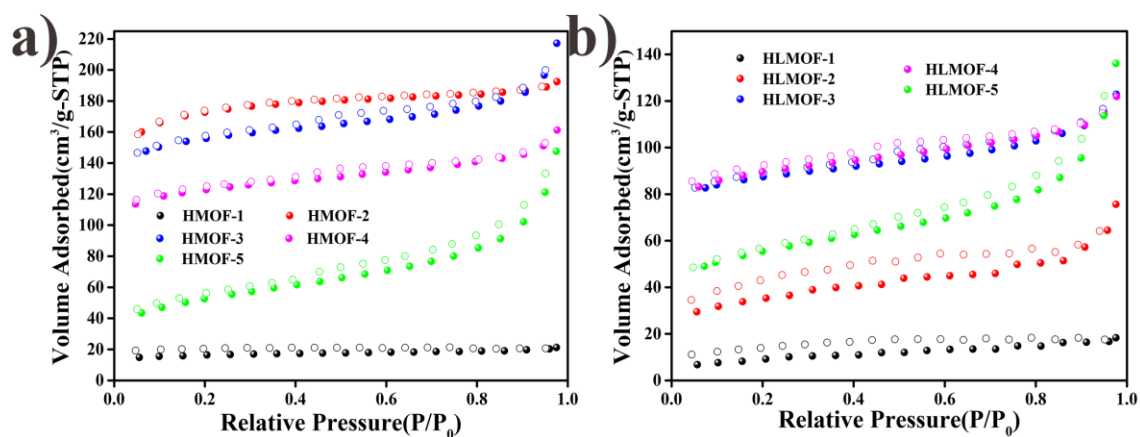 a)
Volume Adsorbed(cm³/g-STP)
220
200
180
160
140
120
100
80
60
40
20
0
HMOF-1 HMOF-2
HMOF-3 HMOF-4
HMOF-5
0.0 0.2 0.4 0.6 0.8 1.0
Relative Pressure(P/P₀)
b)
Volume Adsorbed(cm³/g-STP)
140
120
100
80
60
40
20
0
HLMOF-1
HLMOF-2
HLMOF-3
HLMOF-4
HLMOF-5
0.0 0.2 0.4 0.6 0.8 1.0
Relative Pressure(P/P₀)